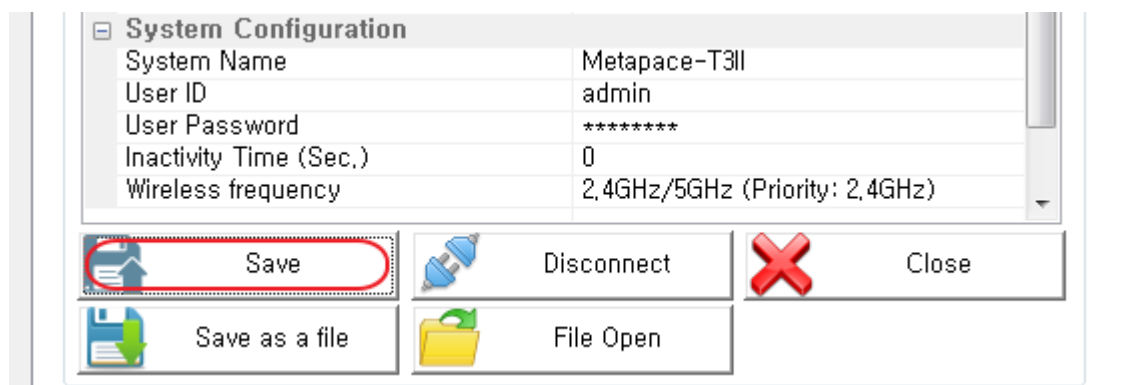 System Configuration
System Name Metapace-T3II
User ID admin
User Password ********
Inactivity Time (Sec.) 0
Wireless frequency 2.4GHz/5GHz (Priority: 2.4GHz)
Save Disconnect Close
Save as a file File Open